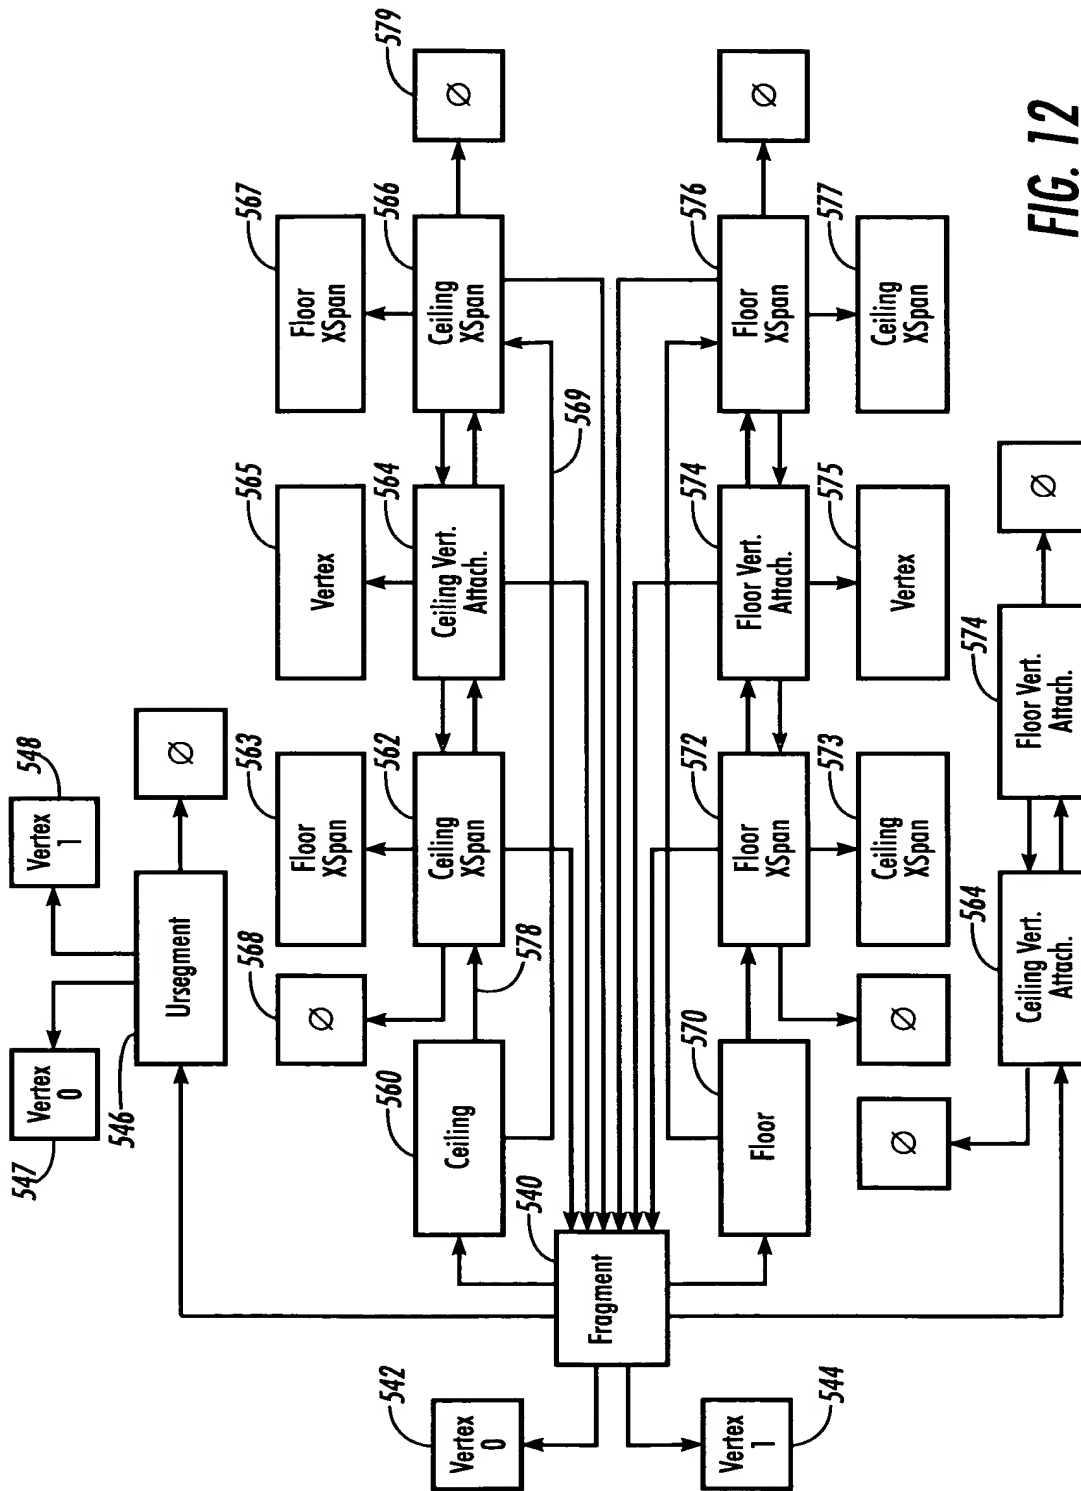 542
Vertex
0
544
Vertex
1
540
Fragment
547
Vertex
0
548
Vertex
1
546
Ursegment
∅
560
Ceiling
578
568
∅
562
Ceiling
XSpan
563
Floor
XSpan
564
Ceiling Vert.
Attach.
565
Vertex
566
Ceiling
XSpan
567
Floor
XSpan
569
579
∅
570
Floor
572
Floor
XSpan
573
Ceiling
XSpan
∅
574
Floor Vert.
Attach.
575
Vertex
576
Floor
XSpan
577
Ceiling
XSpan
∅
∅
564
Ceiling Vert.
Attach.
574
Floor Vert.
Attach.
∅
FIG. 12